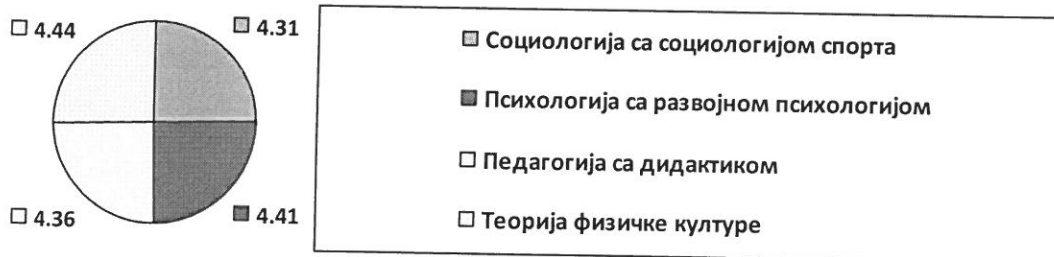 4.44
4.31
4.36
4.41
Социологија са социологијом спорта
Психологија са развојном психологијом
Педагогија са дидактиком
Теорија физичке културе